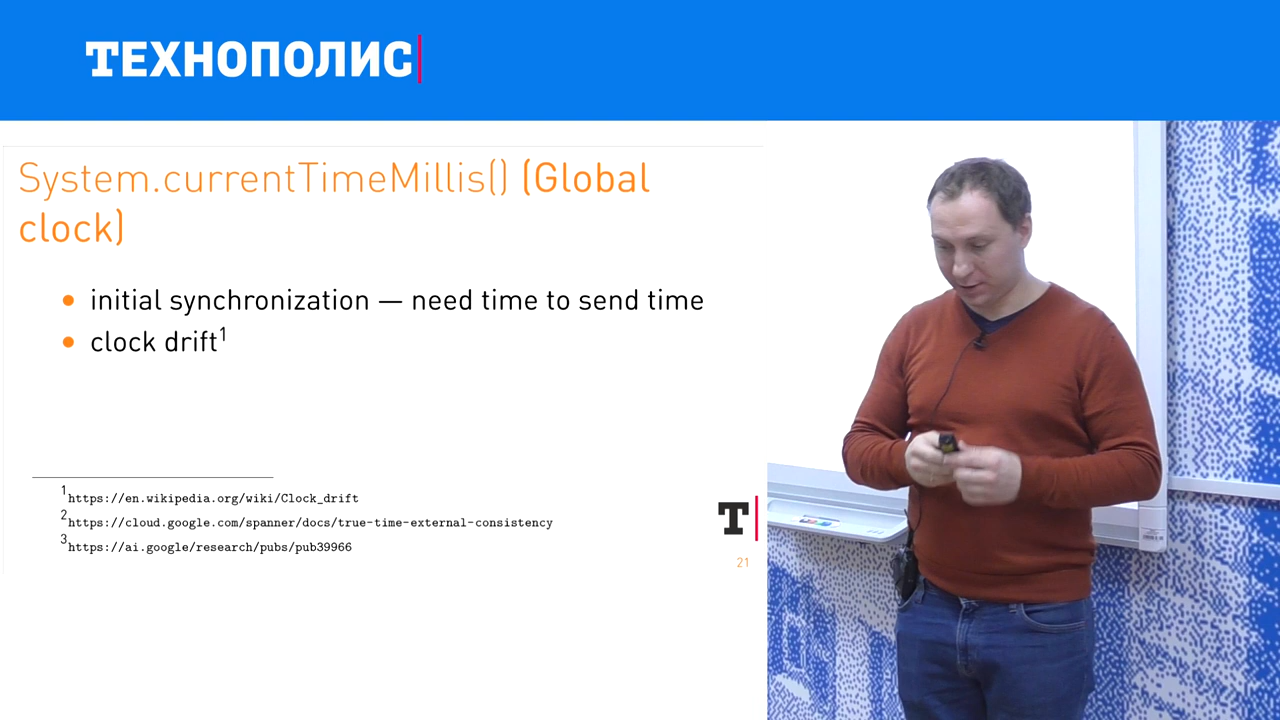 ТЕХНОПОЛИС
System.currentTimeMillis() (Global
clock)
initial synchronization — need time to send time
clock drift1
1https://en.wikipedia.org/wiki/Clock_drift
2https://cloud.google.com/spanner/docs/true-time-external-consistency
3https://ai.google/research/pubs/pub39966
T
21